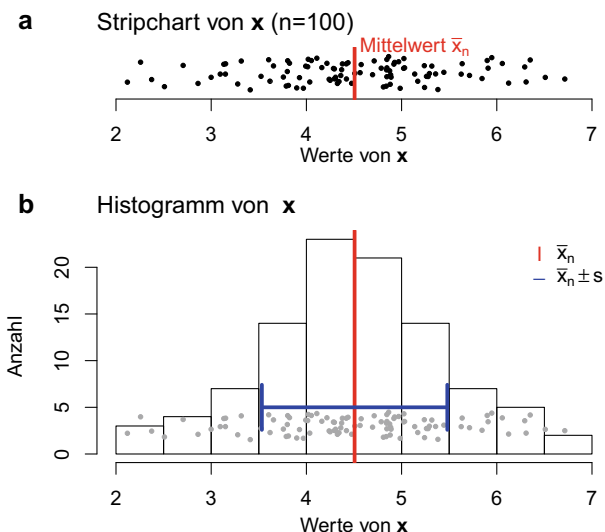 a Stripchart von x (n=100)
Mittelwert x̅n
2 3 4 5 6 7
Werte von x
b Histogramm von x
x̅n
x̅n ± s
Anzahl
20
15
10
5
0
2 3 4 5 6 7
Werte von x